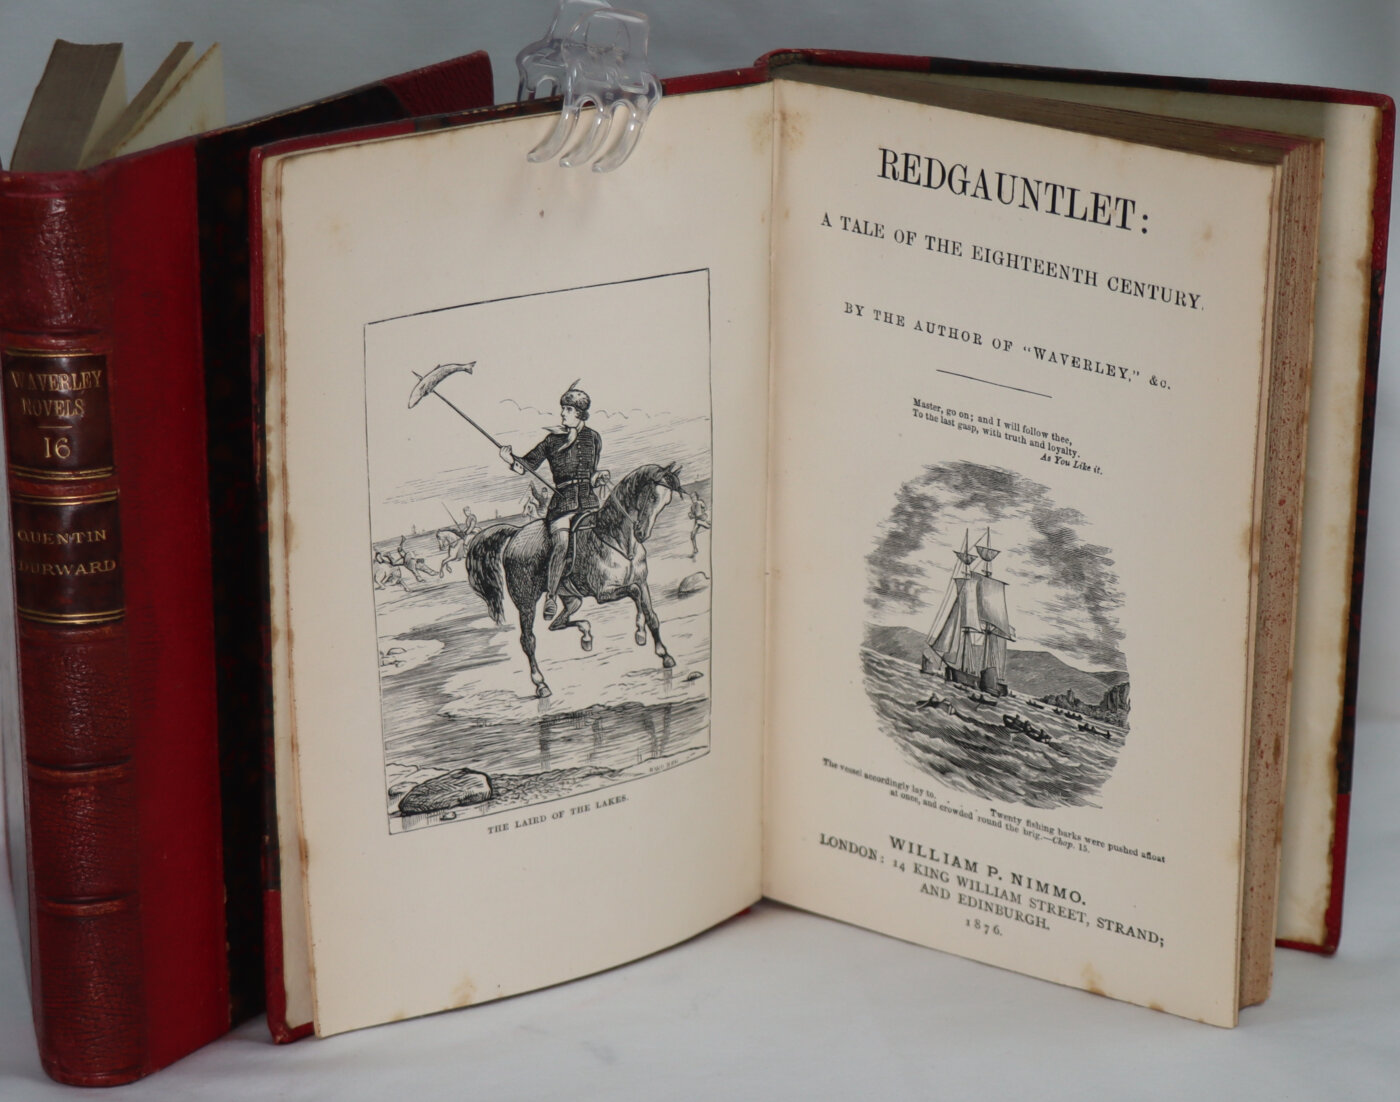 WAVERLEY
NOVELS
16
QUENTIN
DURWARD
THE LAIRD OF THE LAKES.
REDGAUNTLET:
A TALE OF THE EIGHTEENTH CENTURY.
BY THE AUTHOR OF "WAVERLEY," &c.
Master, go on; and I will follow thee,
To the last gasp, with truth and loyalty.
As You Like it.
The vessel accordingly lay to. . . . Twenty fishing barks were pushed afloat
at once, and crowded round the brig.—Chap. 15.
WILLIAM P. NIMMO.
LONDON: 14 KING WILLIAM STREET, STRAND;
AND EDINBURGH.
1876.